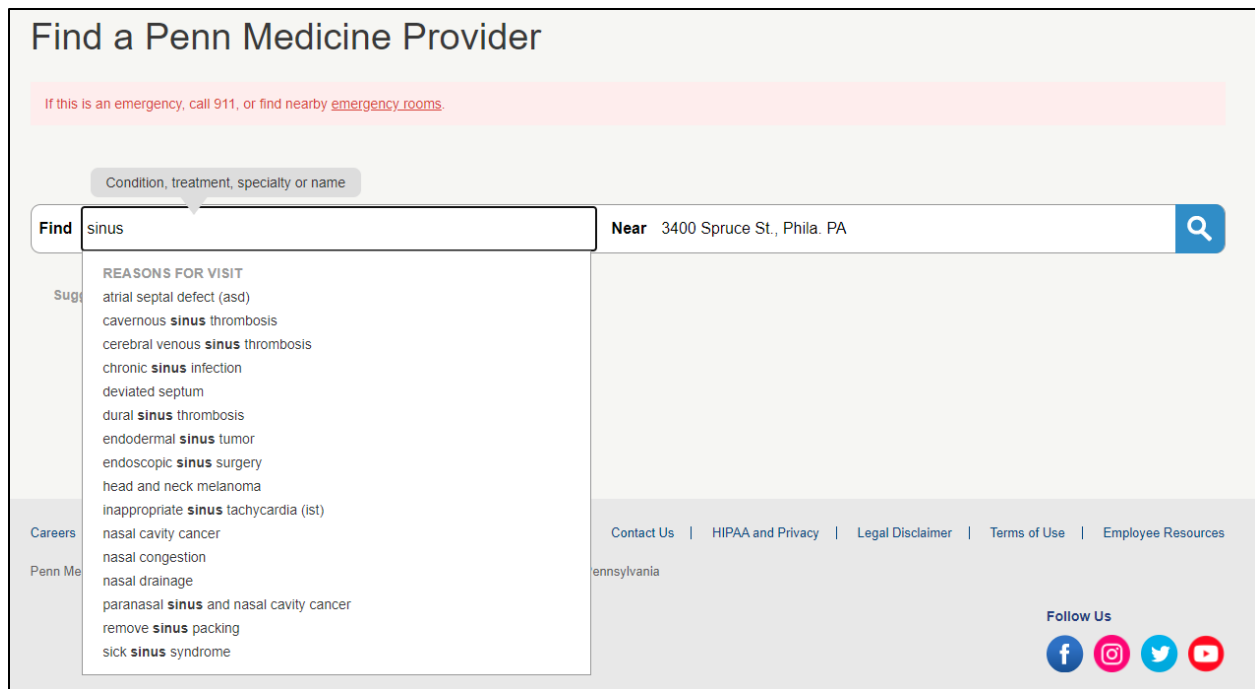 Find a Penn Medicine Provider
If this is an emergency, call 911, or find nearby emergency rooms.
Condition, treatment, specialty or name
Find sinus Near 3400 Spruce St., Phila. PA
REASONS FOR VISIT
atrial septal defect (asd)
cavernous sinus thrombosis
cerebral venous sinus thrombosis
chronic sinus infection
deviated septum
dural sinus thrombosis
endodermal sinus tumor
endoscopic sinus surgery
head and neck melanoma
inappropriate sinus tachycardia (ist)
nasal cavity cancer
nasal congestion
nasal drainage
paranasal sinus and nasal cavity cancer
remove sinus packing
sick sinus syndrome
Careers Contact Us | HIPAA and Privacy | Legal Disclaimer | Terms of Use | Employee Resources
Follow Us